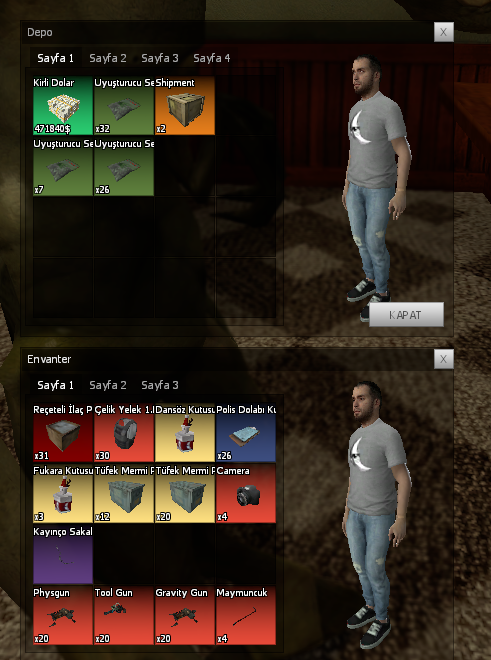 Depo
X
Sayfa 1 Sayfa 2 Sayfa 3 Sayfa 4
Kirli Dolar Uyuşturucu Se Uyuşturucu Se Shipment
471840$ x32 x2
Uyuşturucu Se Uyuşturucu Se
x7 x26
KAPAT
Envanter
X
Sayfa 1 Sayfa 2 Sayfa 3
Reçeteli İlaç P Çelik Yelek 1. Dansöz Kutusu Polis Dolabı Ku
x31 x30 x26
Fukara Kutusu Tüfek Mermi P Tüfek Mermi P Camera
x3 x12 x20 x4
Kayınço Sakal
Physgun Tool Gun Gravity Gun Maymuncuk
x20 x20 x20 x4